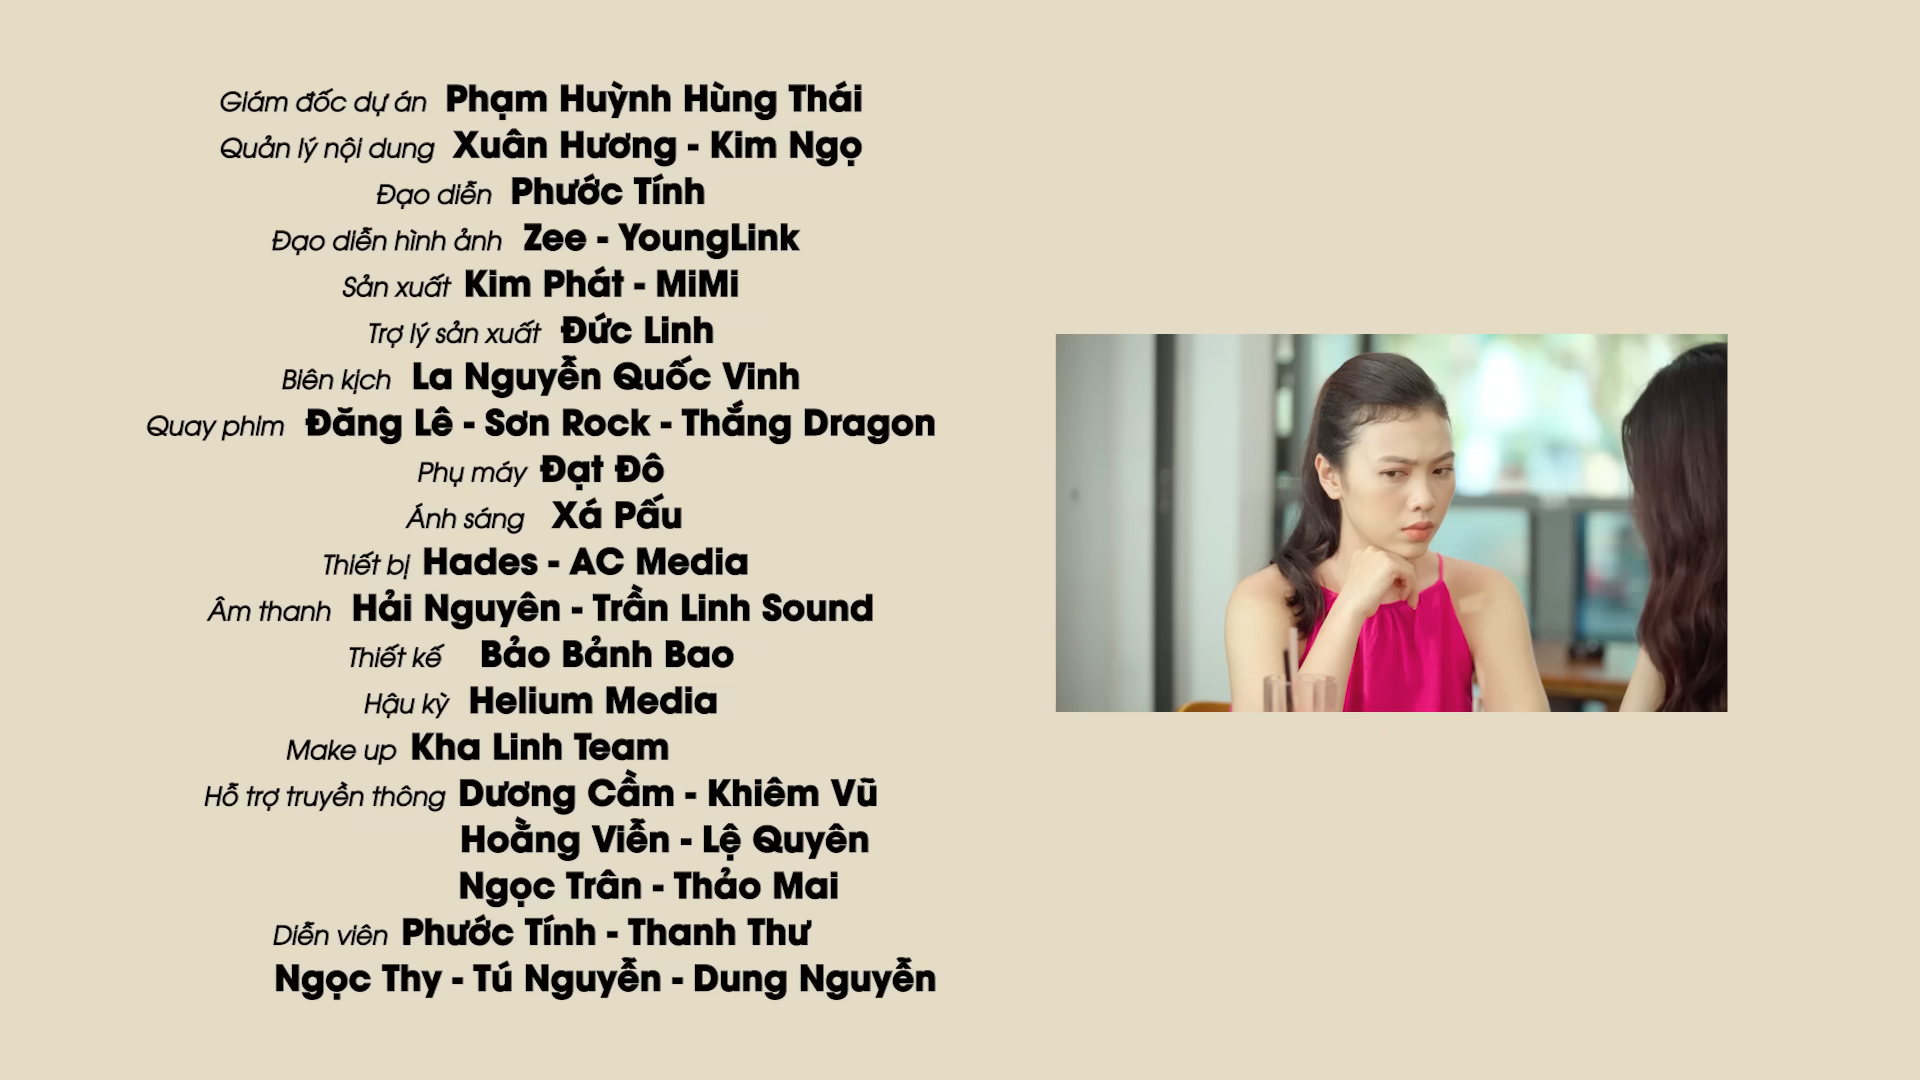 Giám đốc dự án Phạm Huỳnh Hùng Thái
Quản lý nội dung Xuân Hương - Kim Ngọ
Đạo diễn Phước Tính
Đạo diễn hình ảnh Zee - YoungLink
Sản xuất Kim Phát - MiMi
Trợ lý sản xuất Đức Linh
Biên kịch La Nguyễn Quốc Vinh
Quay phim Đăng Lê - Sơn Rock - Thắng Dragon
Phụ máy Đạt Đô
Ánh sáng Xá Pấu
Thiết bị Hades - AC Media
Âm thanh Hải Nguyên - Trần Linh Sound
Thiết kế Bảo Bảnh Bao
Hậu kỳ Helium Media
Make up Kha Linh Team
Hỗ trợ truyền thông Dương Cầm - Khiêm Vũ
Hoằng Viễn - Lệ Quyên
Ngọc Trân - Thảo Mai
Diễn viên Phước Tính - Thanh Thư
Ngọc Thy - Tú Nguyễn - Dung Nguyễn